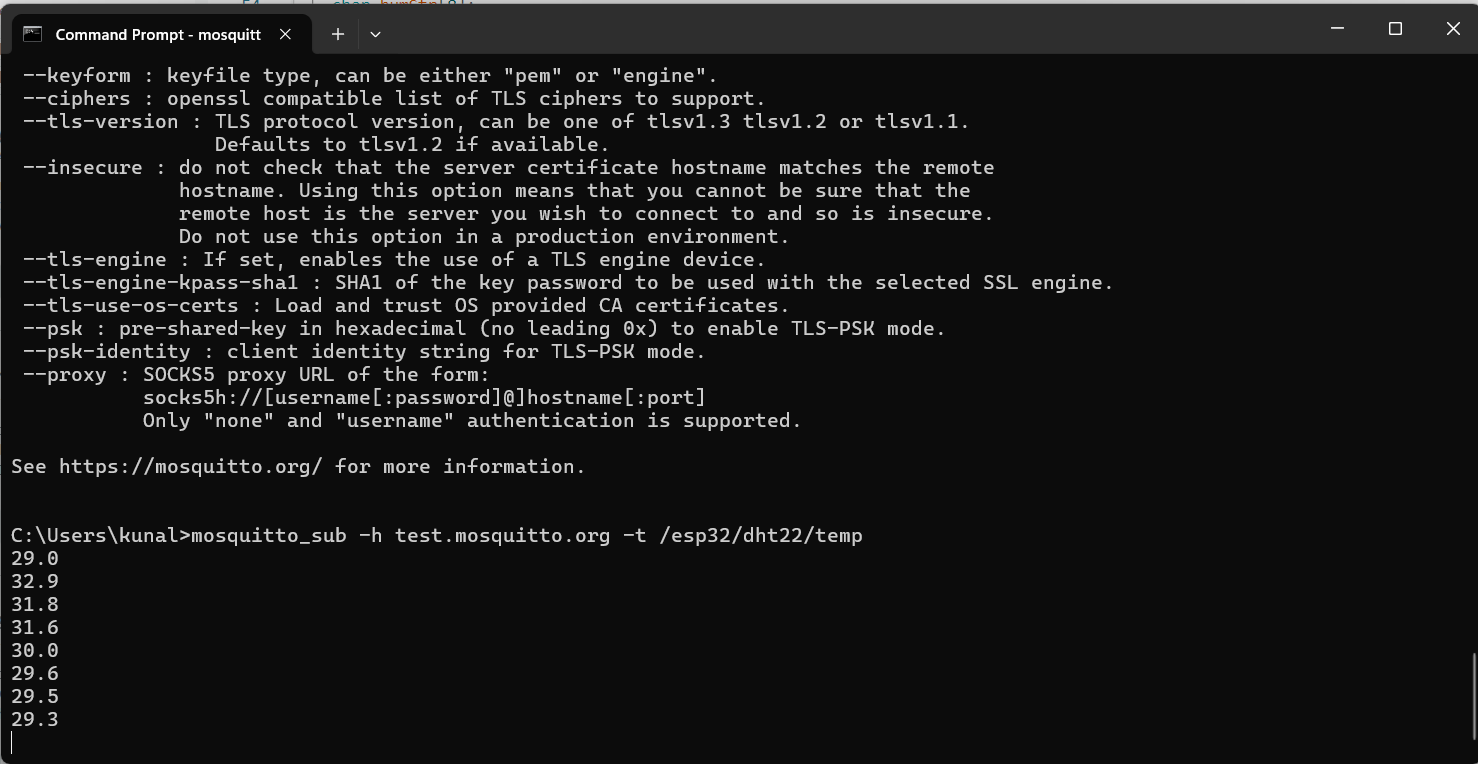 Command Prompt - mosquitt
--keyform : keyfile type, can be either "pem" or "engine".
--ciphers : openssl compatible list of TLS ciphers to support.
--tls-version : TLS protocol version, can be one of tlsv1.3 tlsv1.2 or tlsv1.1.
Defaults to tlsv1.2 if available.
--insecure : do not check that the server certificate hostname matches the remote
hostname. Using this option means that you cannot be sure that the
remote host is the server you wish to connect to and so is insecure.
Do not use this option in a production environment.
--tls-engine : If set, enables the use of a TLS engine device.
--tls-engine-kpass-sha1 : SHA1 of the key password to be used with the selected SSL engine.
--tls-use-os-certs : Load and trust OS provided CA certificates.
--psk : pre-shared-key in hexadecimal (no leading 0x) to enable TLS-PSK mode.
--psk-identity : client identity string for TLS-PSK mode.
--proxy : SOCKS5 proxy URL of the form:
socks5h://[username[:password]@]hostname[:port]
Only "none" and "username" authentication is supported.
See https://mosquitto.org/ for more information.
C:\Users\kunal>mosquitto_sub -h test.mosquitto.org -t /esp32/dht22/temp
29.0
32.9
31.8
31.6
30.0
29.6
29.5
29.3